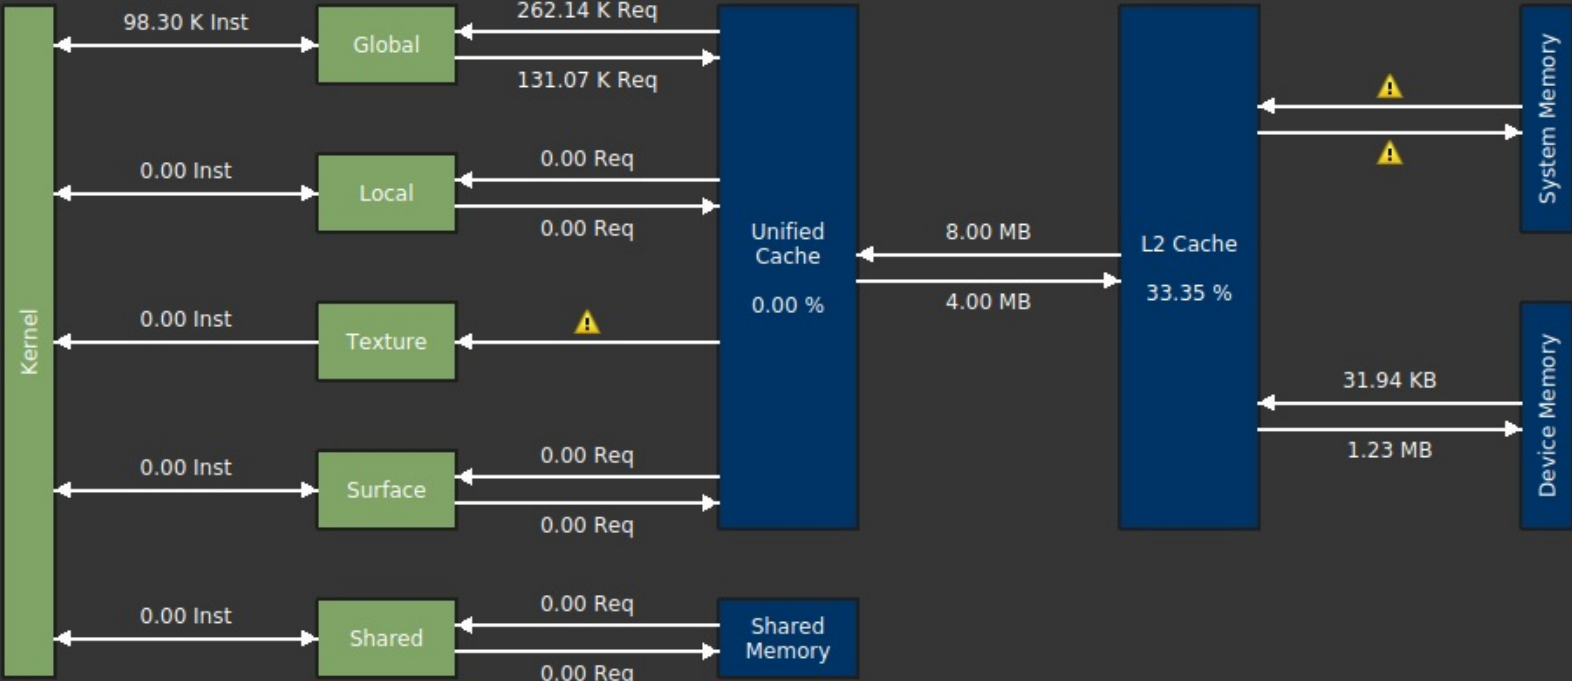 Kernel
98.30 K Inst
Global
262.14 K Req
131.07 K Req
0.00 Inst
Local
0.00 Req
0.00 Req
0.00 Inst
Texture
0.00 Inst
Surface
0.00 Req
0.00 Req
0.00 Inst
Shared
0.00 Req
0.00 Req
Unified
Cache
0.00 %
Shared
Memory
8.00 MB
4.00 MB
L2 Cache
33.35 %
System Memory
31.94 KB
1.23 MB
Device Memory